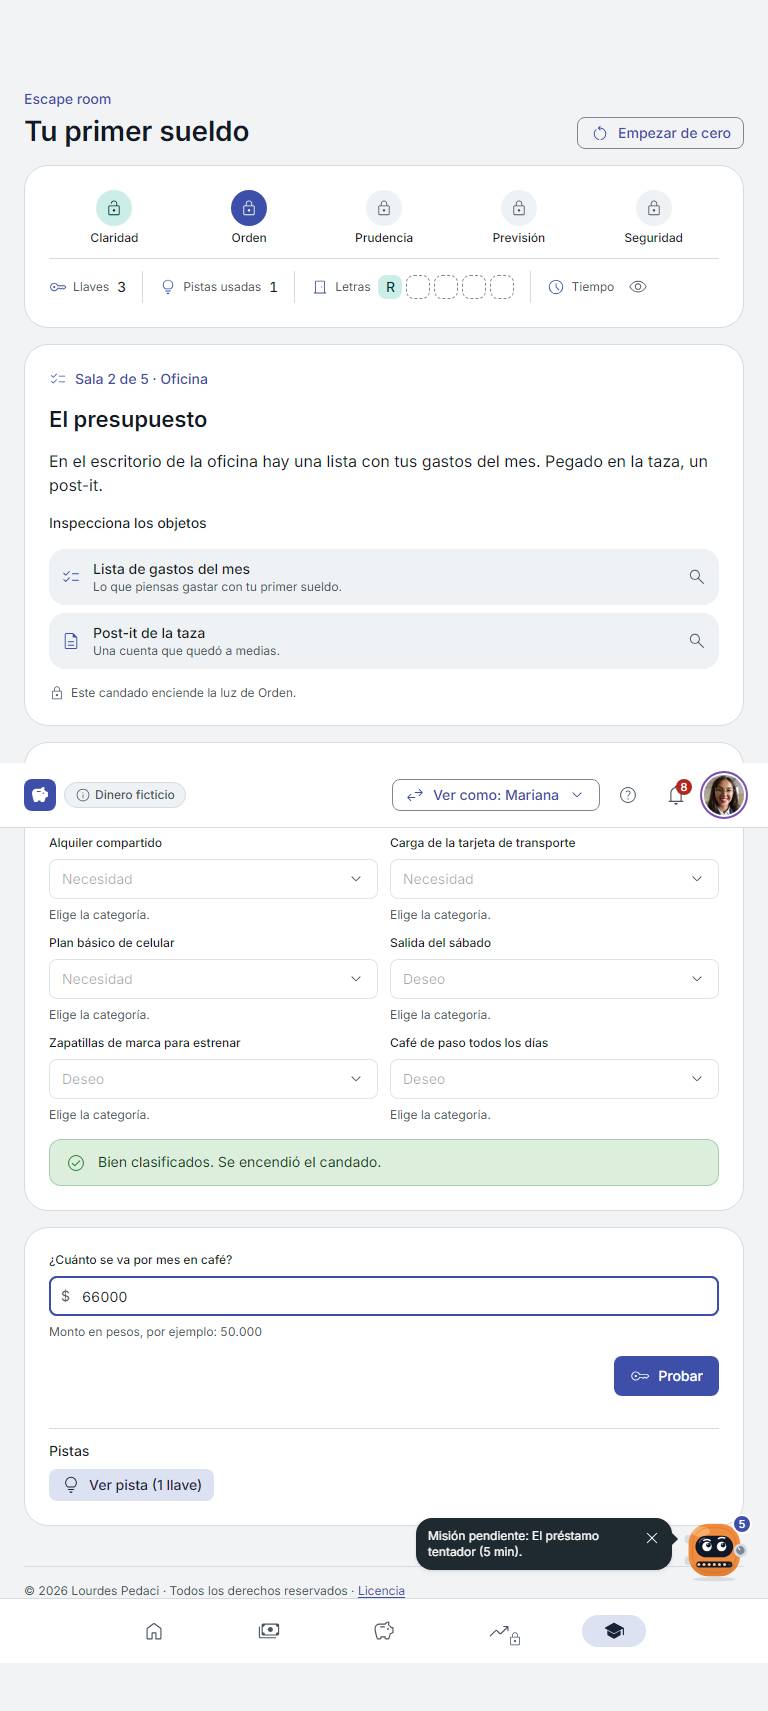 Escape room
Tu primer sueldo
Empezar de cero
Claridad
Orden
Prudencia
Previsión
Seguridad
Llaves 3
Pistas usadas 1
Letras R
Tiempo
Sala 2 de 5 · Oficina
El presupuesto
En el escritorio de la oficina hay una lista con tus gastos del mes. Pegado en la taza, un
post-it.
Inspecciona los objetos
Lista de gastos del mes
Lo que piensas gastar con tu primer sueldo.
Post-it de la taza
Una cuenta que quedó a medias.
Este candado enciende la luz de Orden.
Dinero ficticio
Ver como: Mariana
8
Alquiler compartido
Necesidad
Elige la categoría.
Carga de la tarjeta de transporte
Necesidad
Elige la categoría.
Plan básico de celular
Necesidad
Elige la categoría.
Salida del sábado
Deseo
Elige la categoría.
Zapatillas de marca para estrenar
Deseo
Elige la categoría.
Café de paso todos los días
Deseo
Elige la categoría.
Bien clasificados. Se encendió el candado.
¿Cuánto se va por mes en café?
$ 66000
Monto en pesos, por ejemplo: 50.000
Probar
Pistas
Ver pista (1 llave)
Misión pendiente: El préstamo
tentador (5 min).
5
© 2026 Lourdes Pedaci · Todos los derechos reservados · Licencia